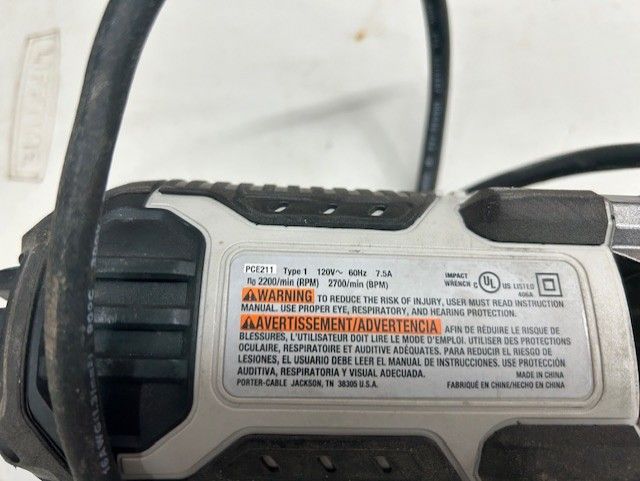 PCE211 Type 1 120V~ 60Hz 7.5A
n0 2200/min (RPM) 2700/min (BPM)
IMPACT
WRENCH C UL US LISTED
406A
WARNING TO REDUCE THE RISK OF INJURY, USER MUST READ INSTRUCTION
MANUAL. USE PROPER EYE, RESPIRATORY, AND HEARING PROTECTION.
AVERTISSEMENT/ADVERTENCIA AFIN DE RÉDUIRE LE RISQUE DE
BLESSURES, L'UTILISATEUR DOIT LIRE LE MODE D'EMPLOI. UTILISER DES PROTECTIONS
OCULAIRE, RESPIRATOIRE ET AUDITIVE ADÉQUATES. PARA REDUCIR EL RIESGO DE
LESIONES, EL USUARIO DEBE LEER EL MANUAL DE INSTRUCCIONES. USE PROTECCIÓN
AUDITIVA, RESPIRATORIA Y VISUAL ADECUADA.
MADE IN CHINA
PORTER-CABLE JACKSON, TN 38305 U.S.A.
FABRIQUÉ EN CHINE/HECHO EN CHINA